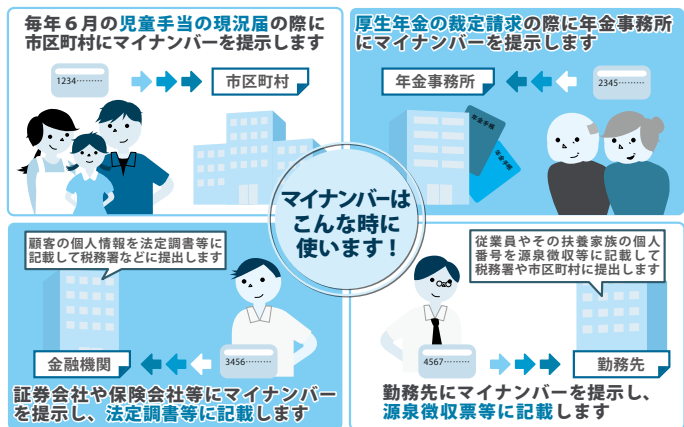 毎年６月の児童手当の現況届の際に
市区町村にマイナンバーを提示します
1234………
市区町村
厚生年金の裁定請求の際に年金事務所
にマイナンバーを提示します
年金事務所
2345………
年金手帳
年金手帳
マイナンバーは
こんな時に
使います！
顧客の個人情報を法定調書等に
記載して税務署などに提出します
金融機関
3456………
証券会社や保険会社等にマイナンバー
を提示し、法定調書等に記載します
従業員やその扶養家族の個人
番号を源泉徴収等に記載して
税務署や市区町村に提出します
4567………
勤務先
勤務先にマイナンバーを提示し、
源泉徴収票等に記載します